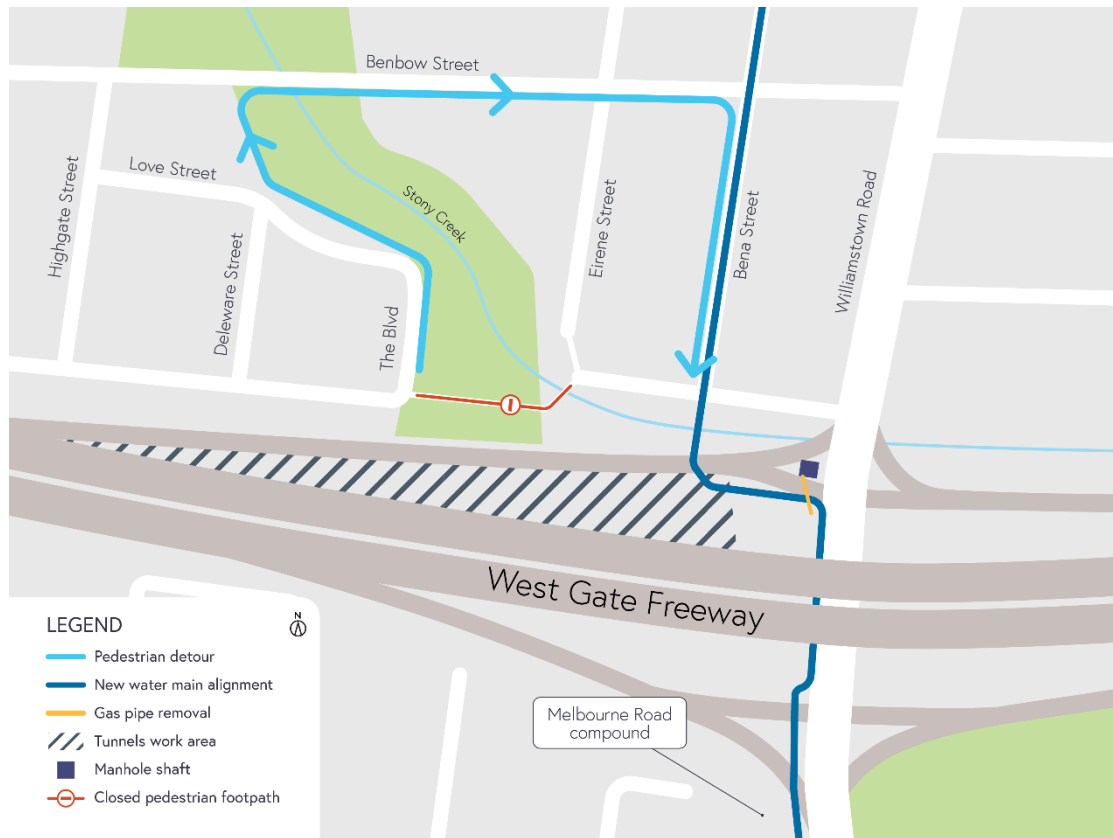 Benbow Street
Love Street
Highgate Street
Deleware Street
The Blvd
Stony Creek
Eirene Street
Bena Street
Williamstown Road
West Gate Freeway
Melbourne Road
compound
LEGEND
N
Pedestrian detour
New water main alignment
Gas pipe removal
Tunnels work area
Manhole shaft
Closed pedestrian footpath